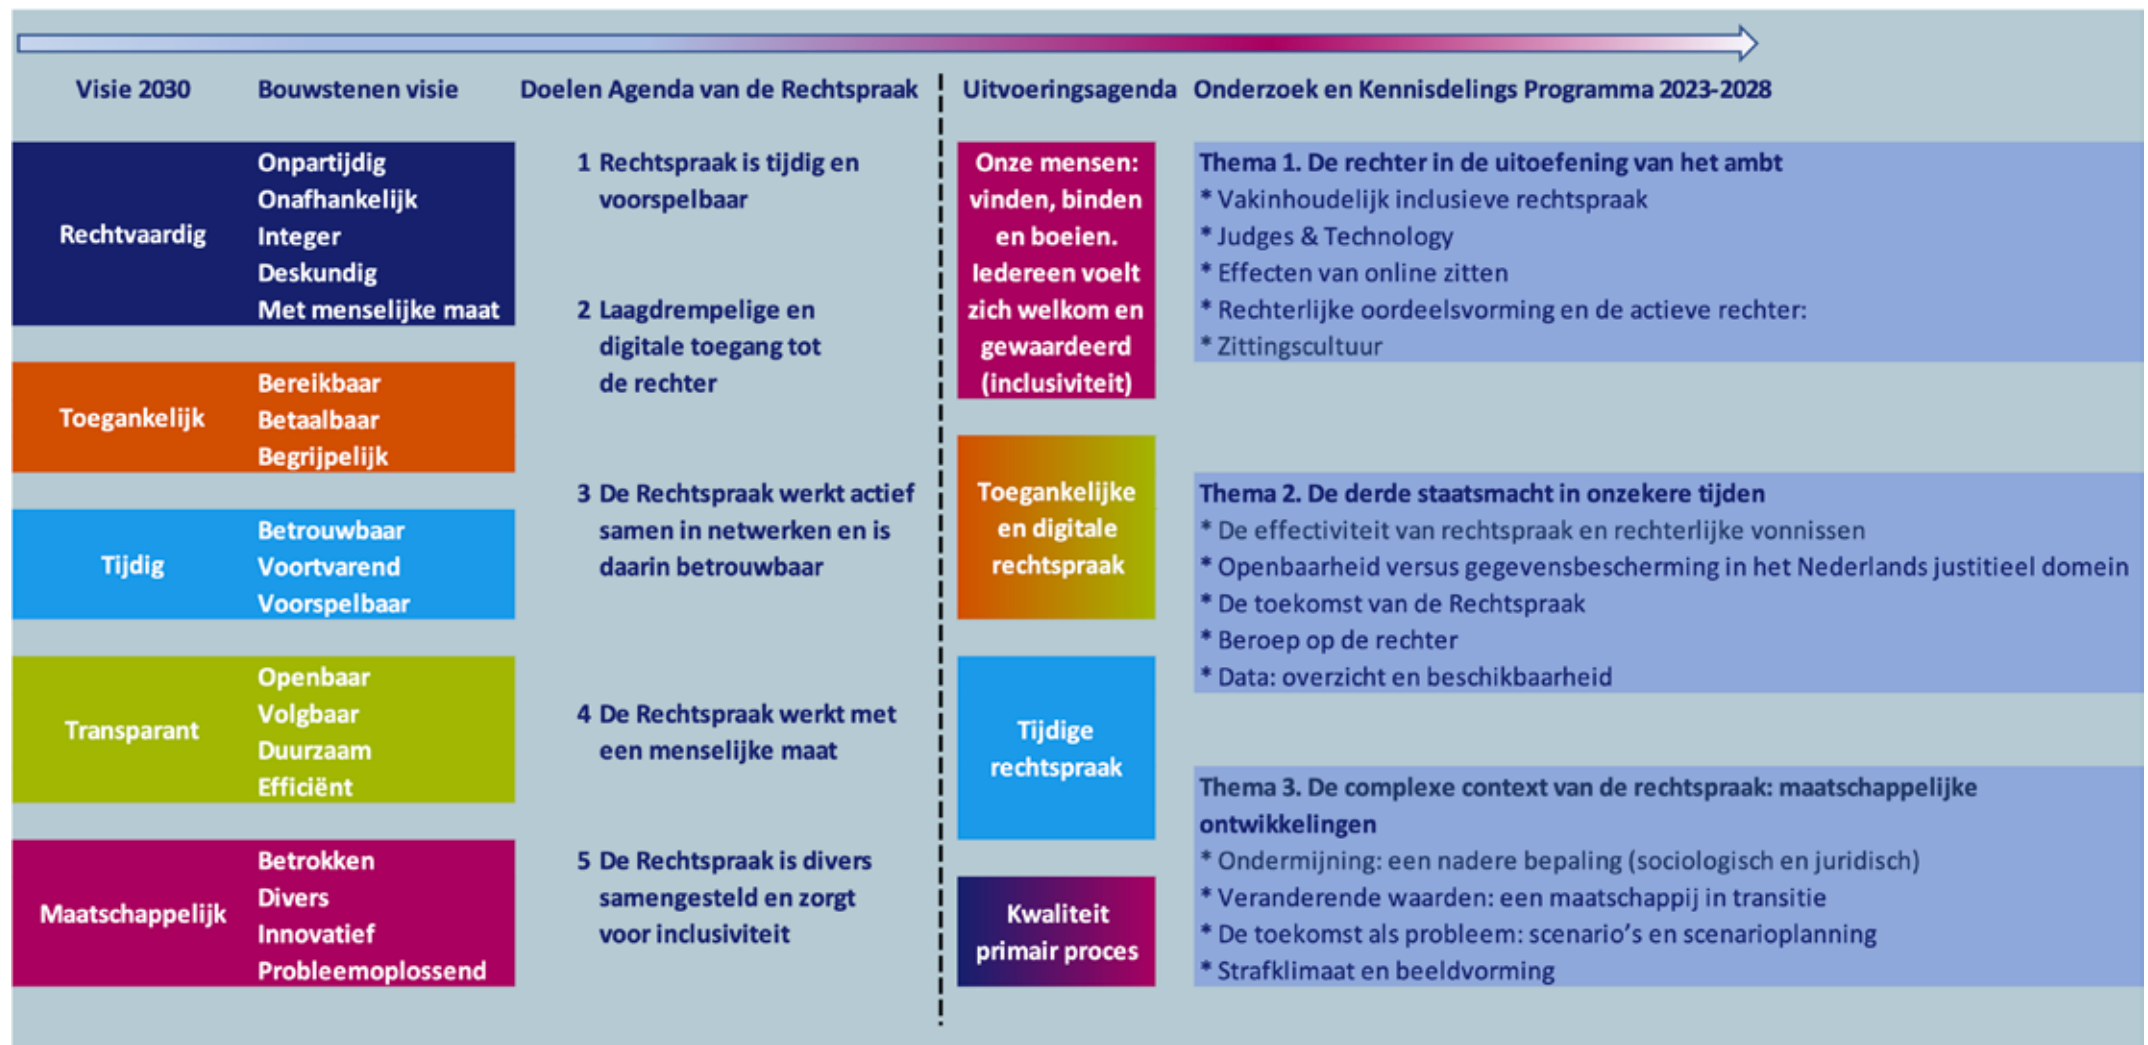 Visie 2030
Bouwstenen visie
Doelen Agenda van de Rechtspraak
Uitvoeringsagenda
Onderzoek en Kennisdelings Programma 2023-2028
Rechtvaardig
Onpartijdig
Onafhankelijk
Integer
Deskundig
Met menselijke maat
Toegankelijk
Bereikbaar
Betaalbaar
Begrijpelijk
Tijdig
Betrouwbaar
Voortvarend
Voorspelbaar
Transparant
Openbaar
Volgbaar
Duurzaam
Efficiënt
Maatschappelijk
Betrokken
Divers
Innovatief
Probleemoplossend
1 Rechtspraak is tijdig en
voorspelbaar
2 Laagdrempelige en
digitale toegang tot
de rechter
3 De Rechtspraak werkt actief
samen in netwerken en is
daarin betrouwbaar
4 De Rechtspraak werkt met
een menselijke maat
5 De Rechtspraak is divers
samengesteld en zorgt
voor inclusiviteit
Onze mensen:
vinden, binden
en boeien.
Iedereen voelt
zich welkom en
gewaardeerd
(inclusiviteit)
Toegankelijke
en digitale
rechtspraak
Tijdige
rechtspraak
Kwaliteit
primair proces
Thema 1. De rechter in de uitoefening van het ambt
* Vakinhoudelijk inclusieve rechtspraak
* Judges & Technology
* Effecten van online zitten
* Rechterlijke oordeelsvorming en de actieve rechter:
* Zittingscultuur
Thema 2. De derde staatsmacht in onzekere tijden
* De effectiviteit van rechtspraak en rechterlijke vonnissen
* Openbaarheid versus gegevensbescherming in het Nederlands justitieel domein
* De toekomst van de Rechtspraak
* Beroep op de rechter
* Data: overzicht en beschikbaarheid
Thema 3. De complexe context van de rechtspraak: maatschappelijke
ontwikkelingen
* Ondermijning: een nadere bepaling (sociologisch en juridisch)
* Veranderende waarden: een maatschappij in transitie
* De toekomst als probleem: scenario's en scenarioplanning
* Strafklimaat en beeldvorming